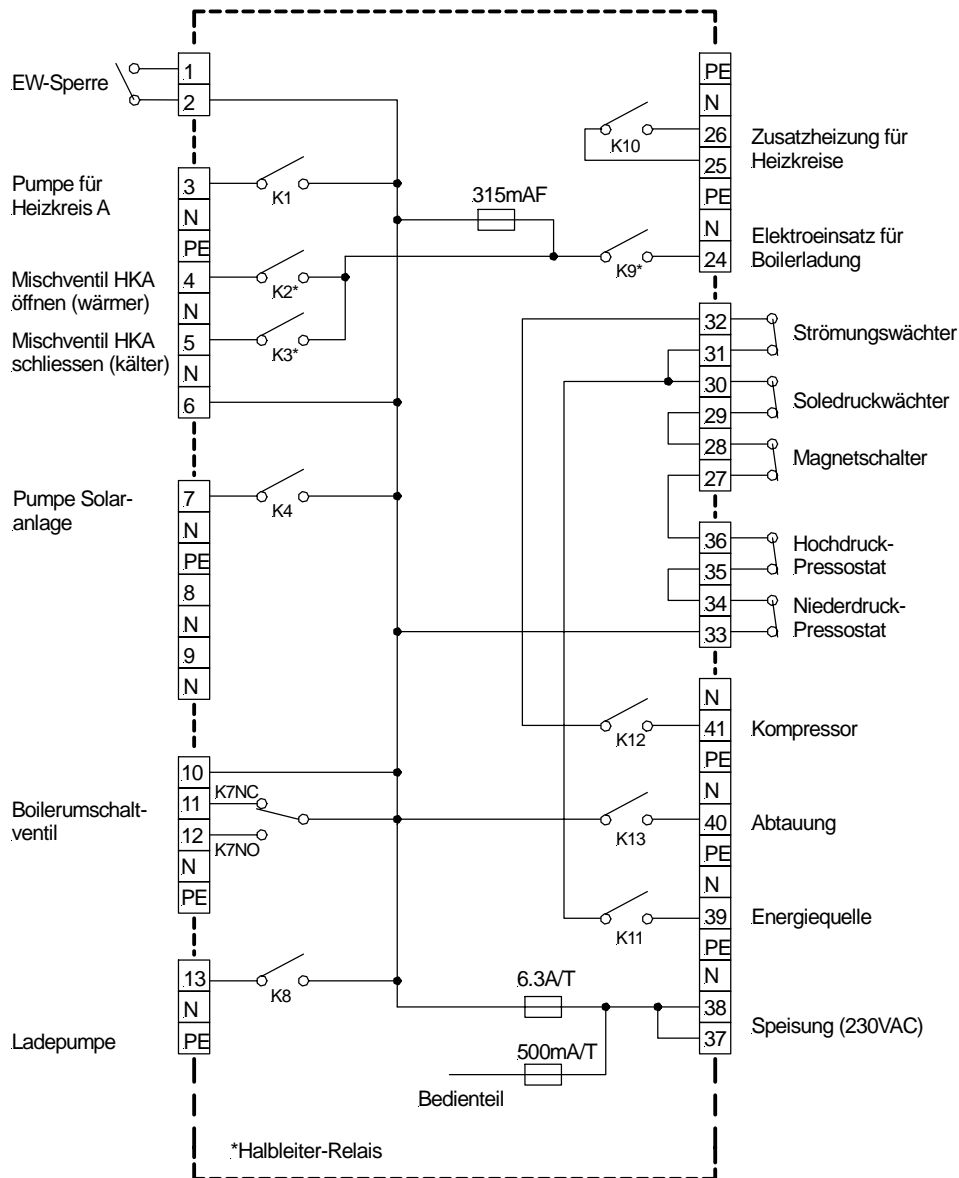 EW-Sperre
1
2
Pumpe für
Heizkreis A
3
N
PE
K1
Mischventil HKA
öffnen (wärmer)
4
N
K2*
Mischventil HKA
schliessen (kälter)
5
N
6
K3*
Pumpe Solar-
anlage
7
N
PE
8
N
9
N
K4
Boilerumschalt-
ventil
10
11
12
N
PE
K7NC
K7NO
Ladepumpe
13
N
PE
K8
315mAF
6.3A/T
500mA/T
Bedienteil
*Halbleiter-Relais
PE
N
26
25
K10
Zusatzheizung für
Heizkreise
PE
N
24
K9*
Elektroeinsatz für
Boilerladung
32
31
Strömungswächter
30
29
Soledruckwächter
28
27
Magnetschalter
36
35
Hochdruck-
Pressostat
34
33
Niederdruck-
Pressostat
N
41
PE
K12
Kompressor
N
40
PE
K13
Abtauung
N
39
PE
K11
Energiequelle
N
38
37
Speisung (230VAC)